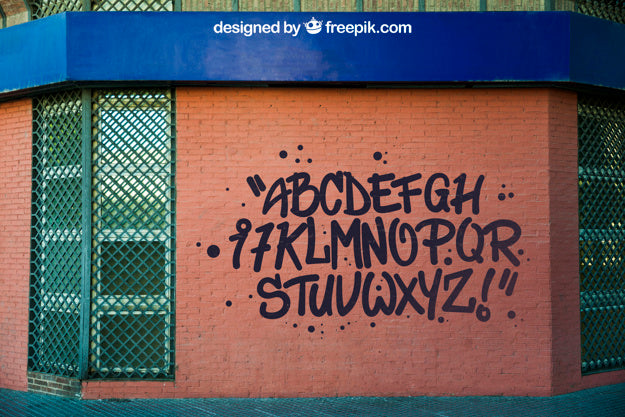 designed by freepik.com
"ABCDEFGH
IJKLMNOPQR
STUVWXYZ!"